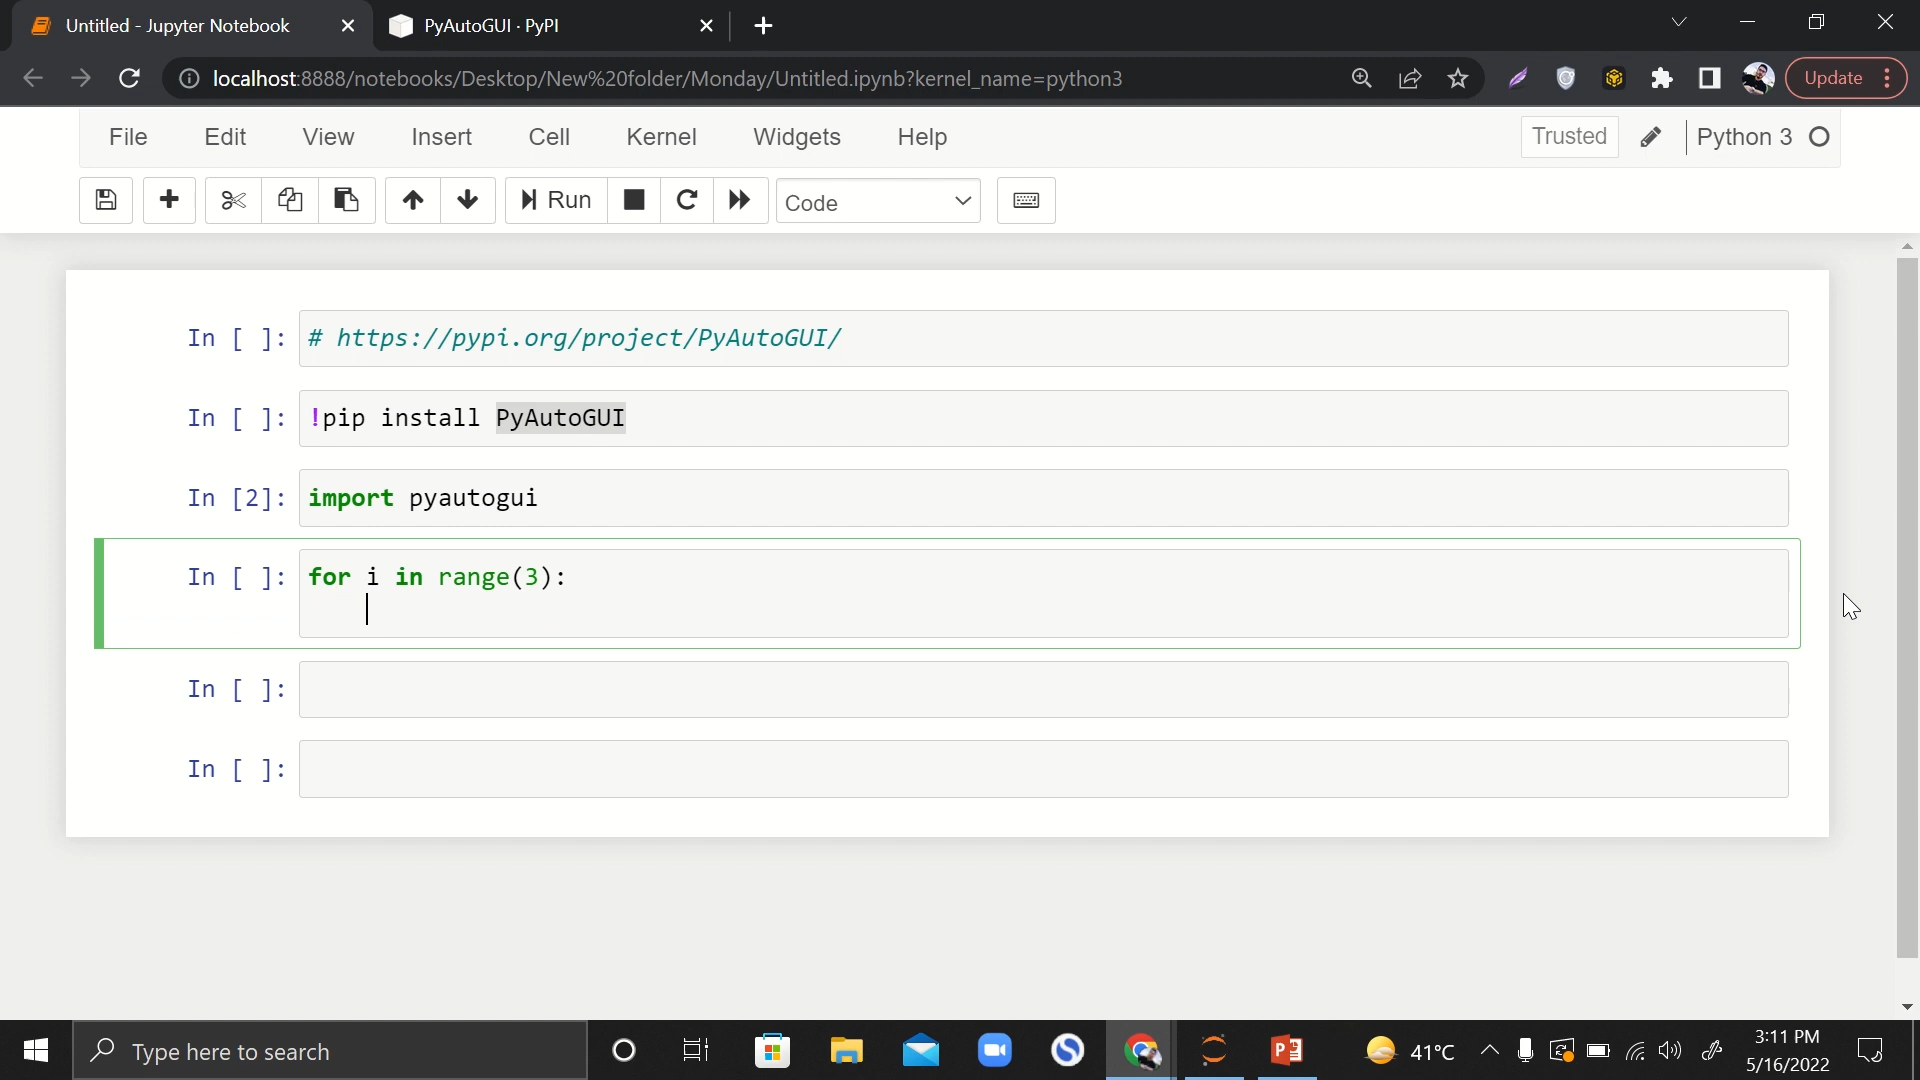 Untitled - Jupyter Notebook
PyAutoGUI · PyPI
localhost:8888/notebooks/Desktop/New%20folder/Monday/Untitled.ipynb?kernel_name=python3
Update
File Edit View Insert Cell Kernel Widgets Help
Trusted
Python 3
Run
Code
In [ ]: # https://pypi.org/project/PyAutoGUI/
In [ ]: !pip install PyAutoGUI
In [2]: import pyautogui
In [ ]: for i in range(3):
In [ ]:
In [ ]:
Type here to search
41°C
3:11 PM
5/16/2022